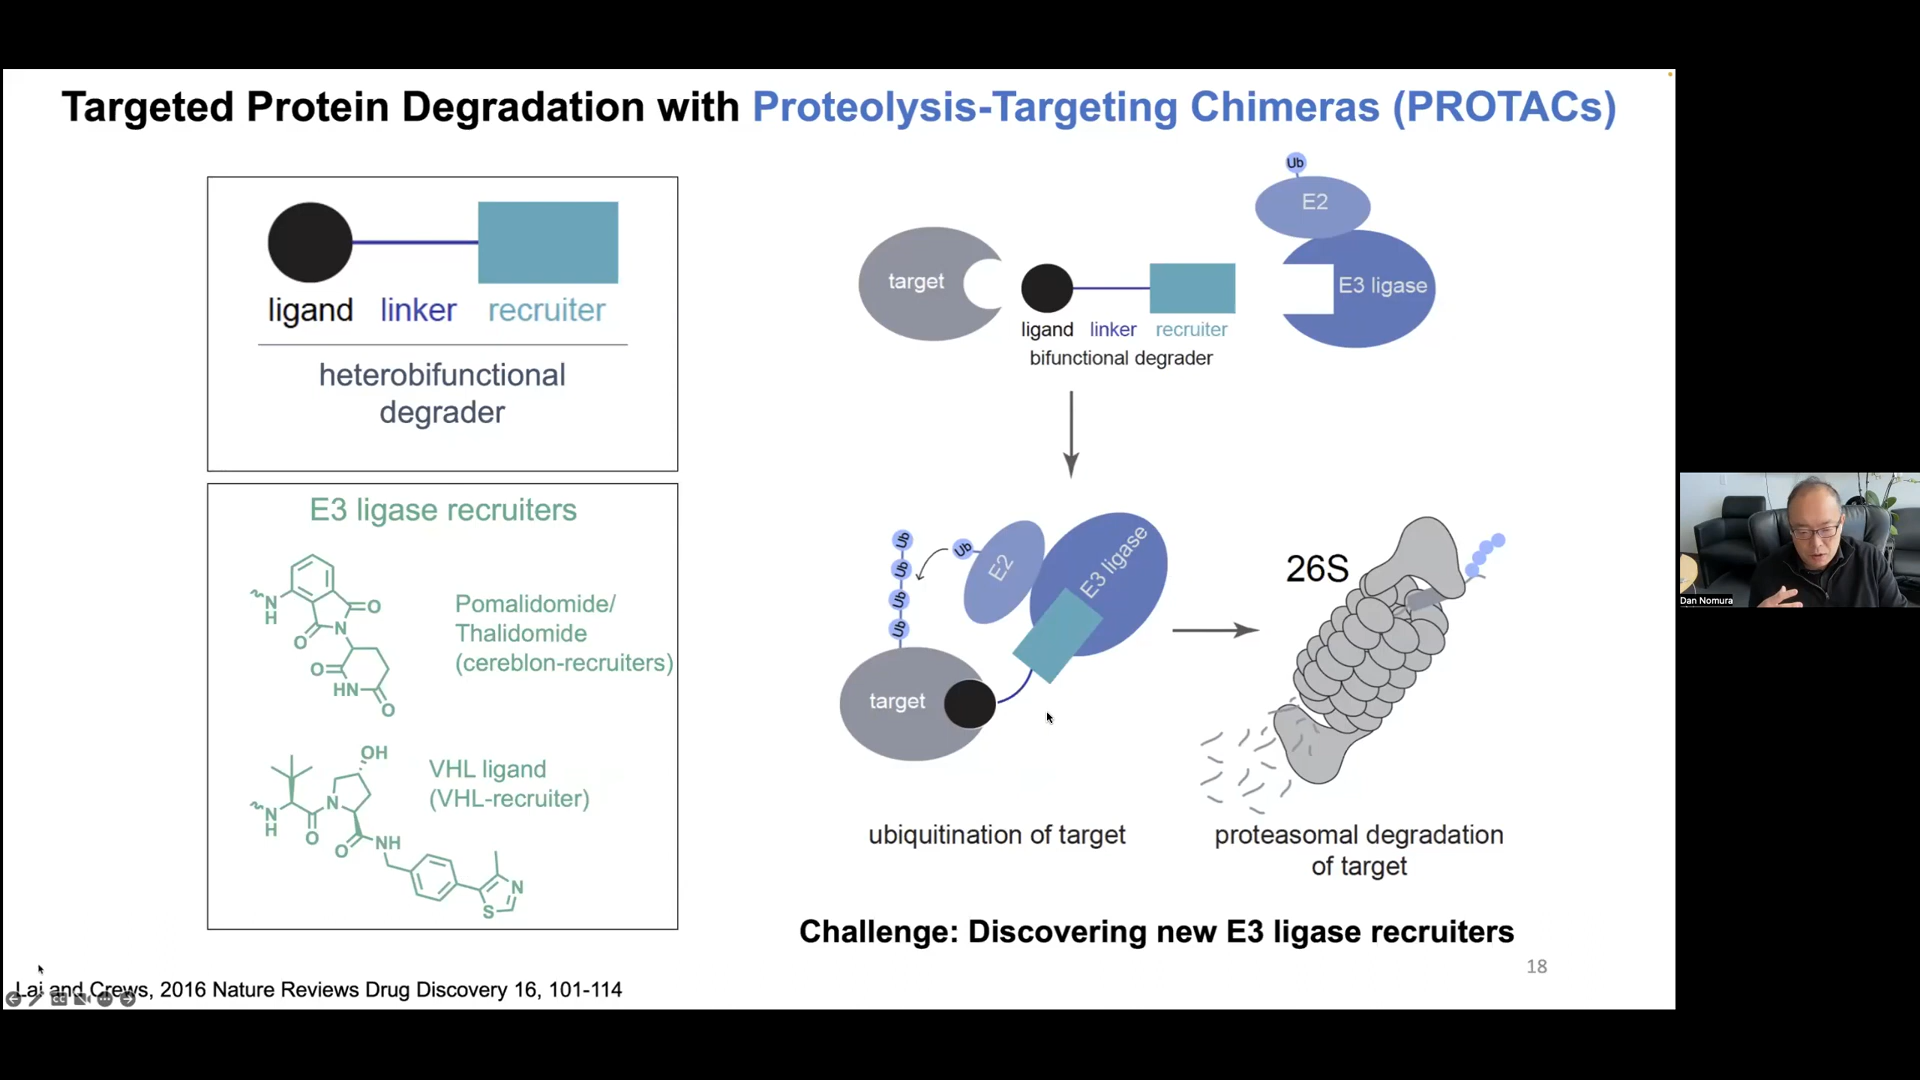 Targeted Protein Degradation with Proteolysis-Targeting Chimeras (PROTACs)
ligand linker recruiter
heterobifunctional
degrader
E3 ligase recruiters
N
H
O
O
N
O
HN
O
Pomalidomide/
Thalidomide
(cereblon-recruiters)
OH
N
H
O
N
O
NH
N
S
VHL ligand
(VHL-recruiter)
Ub
E2
target
E3 ligase
ligand linker recruiter
bifunctional degrader
Ub
Ub
Ub
Ub
Ub
E2
E3 ligase
target
26S
ubiquitination of target
proteasomal degradation
of target
Challenge: Discovering new E3 ligase recruiters
18
Lai and Crews, 2016 Nature Reviews Drug Discovery 16, 101-114
Dan Nomura